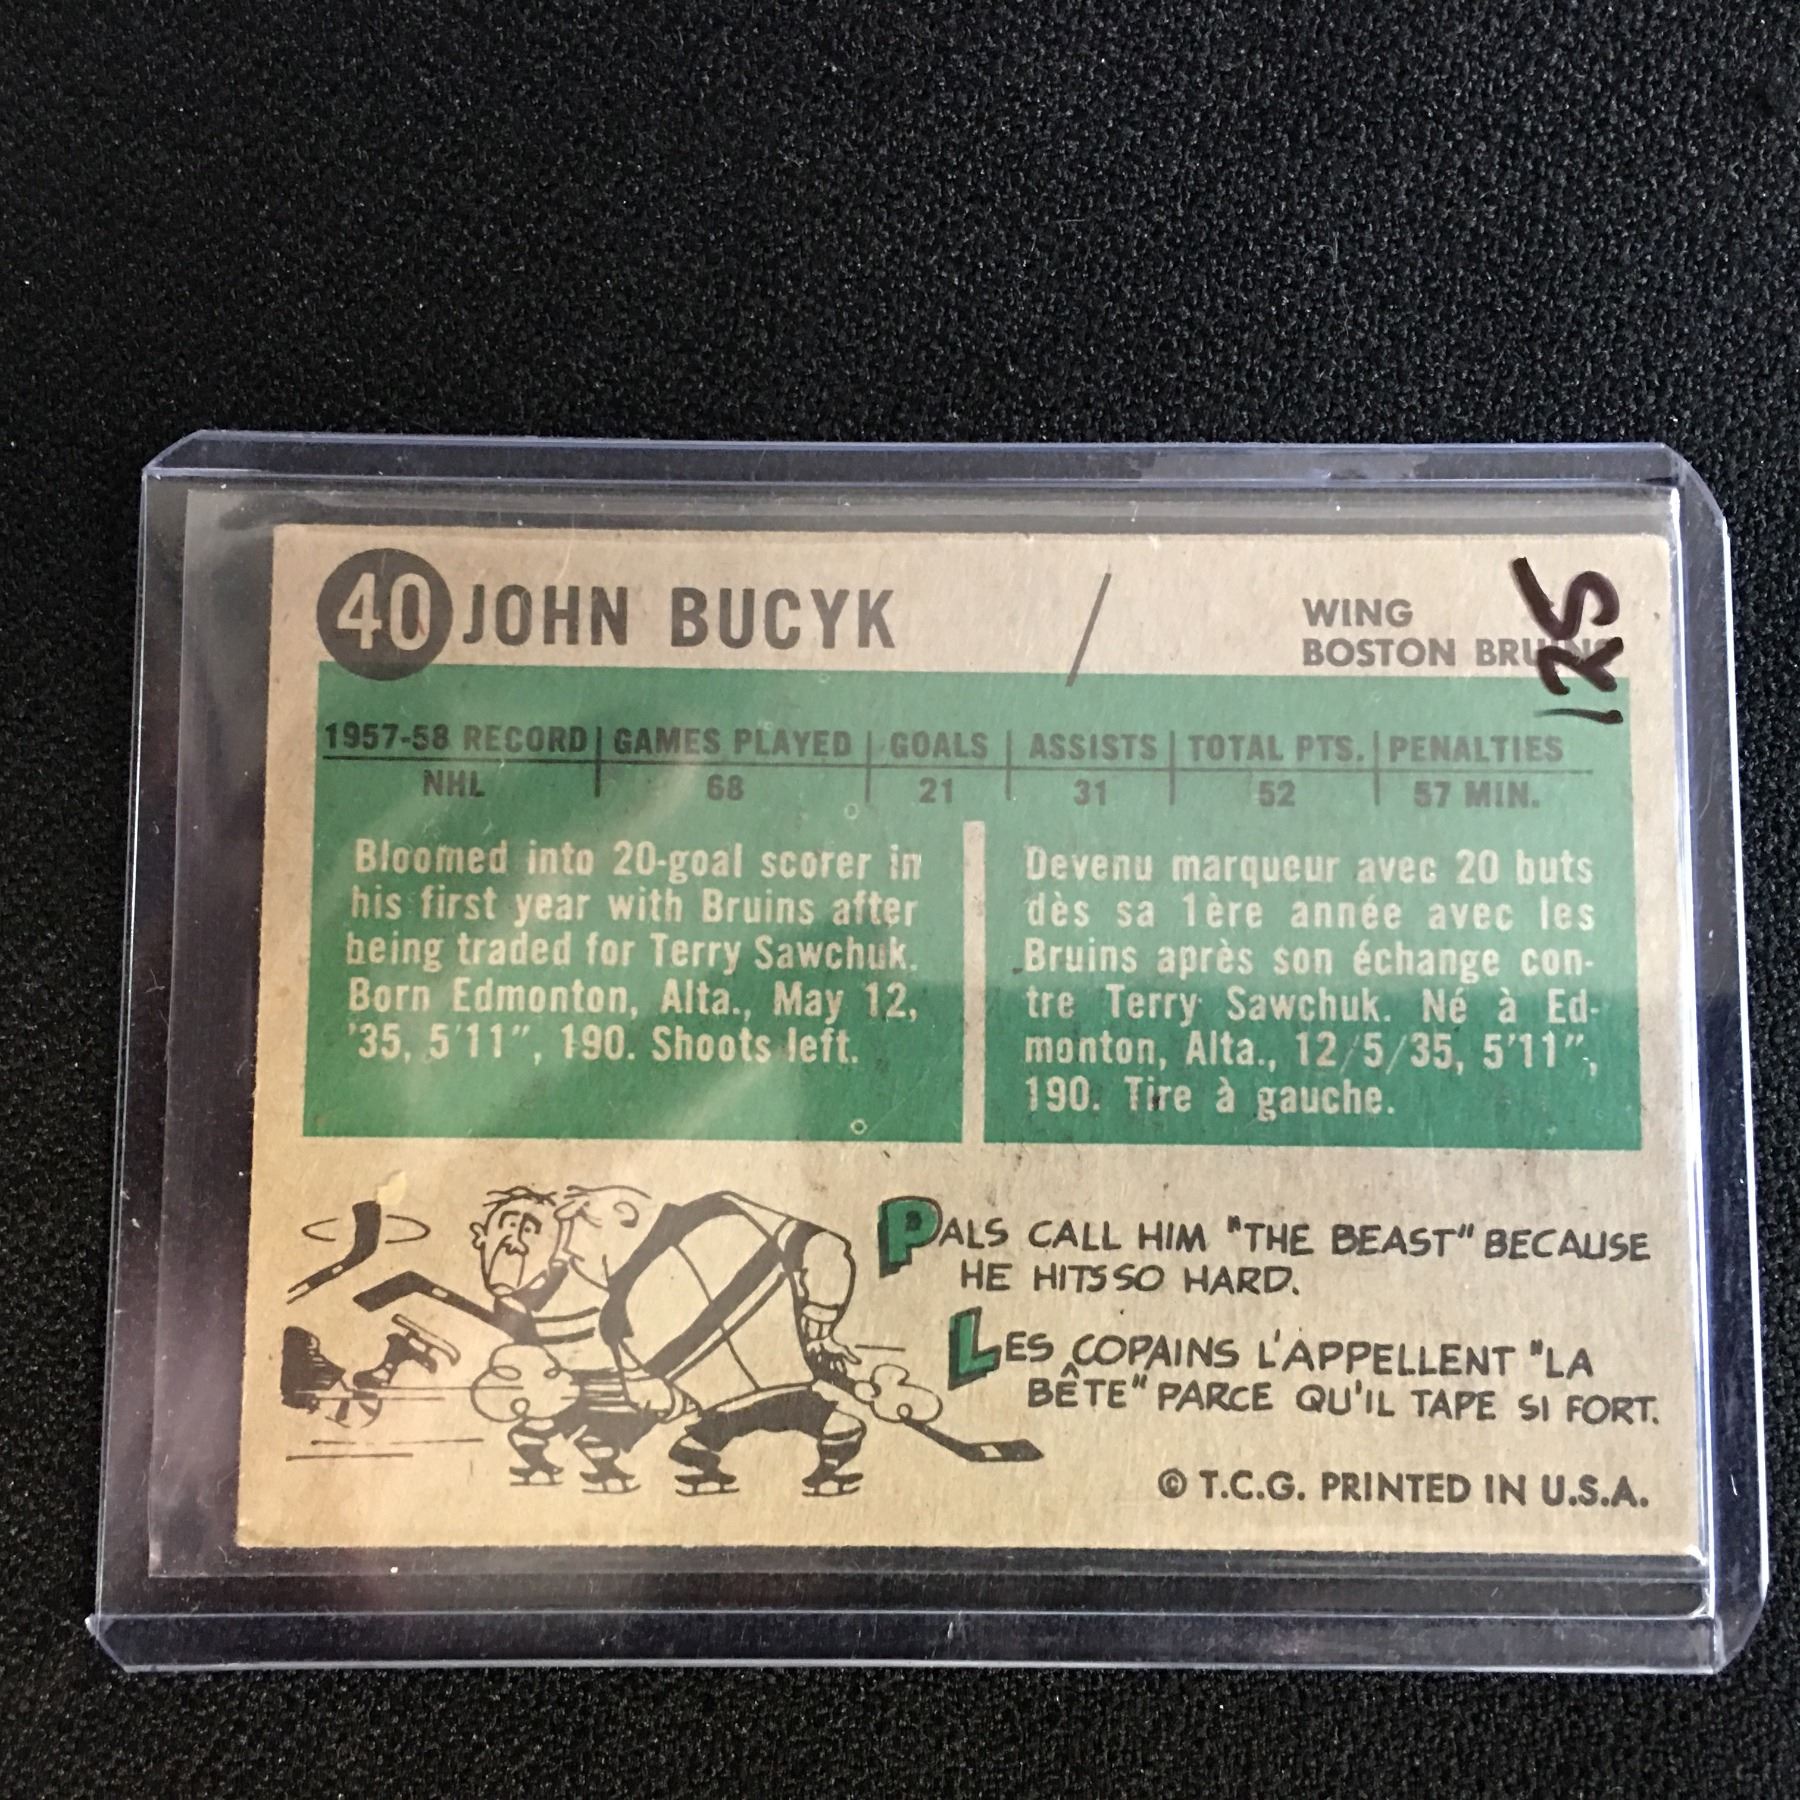 40 JOHN BUCYK / WING
BOSTON BRUINS
125
1957-58 RECORD | GAMES PLAYED | GOALS | ASSISTS | TOTAL PTS. | PENALTIES
NHL 68 21 31 52 57 MIN.
Bloomed into 20-goal scorer in
his first year with Bruins after
being traded for Terry Sawchuk.
Born Edmonton, Alta., May 12,
'35, 5'11", 190. Shoots left.
Devenu marqueur avec 20 buts
dès sa 1ère année avec les
Bruins après son échange con-
tre Terry Sawchuk. Né à Ed-
monton, Alta., 12/5/35, 5'11",
190. Tire à gauche.
PALS CALL HIM "THE BEAST" BECAUSE
HE HITS SO HARD.
LES COPAINS L'APPELLENT "LA
BÊTE" PARCE QU'IL TAPE SI FORT.
© T.C.G. PRINTED IN U.S.A.